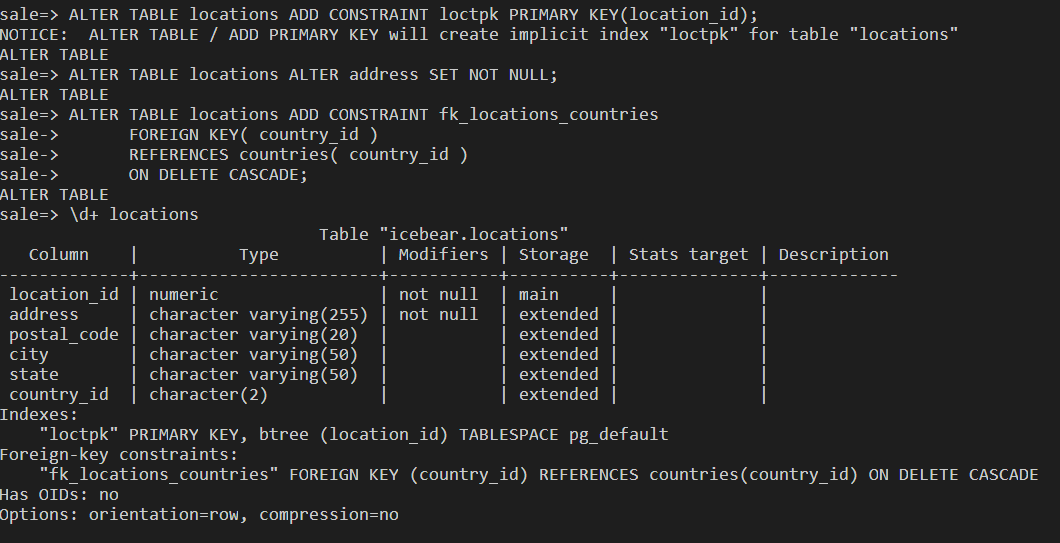 sale=> ALTER TABLE locations ADD CONSTRAINT loctpk PRIMARY KEY(location_id);
NOTICE:  ALTER TABLE / ADD PRIMARY KEY will create implicit index "loctpk" for table "locations"
ALTER TABLE
sale=> ALTER TABLE locations ALTER address SET NOT NULL;
ALTER TABLE
sale=> ALTER TABLE locations ADD CONSTRAINT fk_locations_countries
sale->       FOREIGN KEY( country_id )
sale->       REFERENCES countries( country_id )
sale->       ON DELETE CASCADE;
ALTER TABLE
sale=> \d+ locations
                                Table "icebear.locations"
   Column    |          Type          | Modifiers | Storage  | Stats target | Description
-------------+------------------------+-----------+----------+--------------+-------------
 location_id | numeric                | not null  | main     |              |
 address     | character varying(255) | not null  | extended |              |
 postal_code | character varying(20)  |           | extended |              |
 city        | character varying(50)  |           | extended |              |
 state       | character varying(50)  |           | extended |              |
 country_id  | character(2)           |           | extended |              |
Indexes:
    "loctpk" PRIMARY KEY, btree (location_id) TABLESPACE pg_default
Foreign-key constraints:
    "fk_locations_countries" FOREIGN KEY (country_id) REFERENCES countries(country_id) ON DELETE CASCADE
Has OIDs: no
Options: orientation=row, compression=no